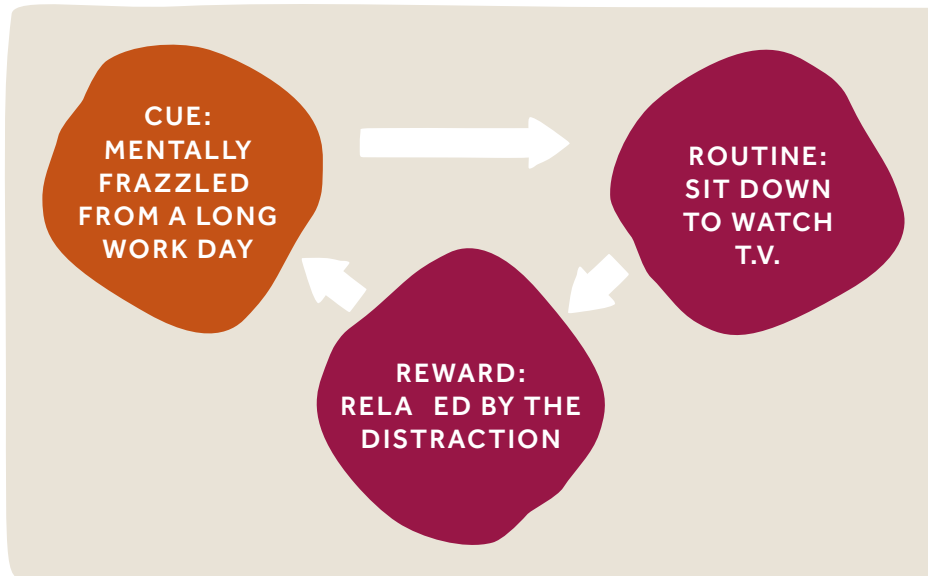 CUE:
MENTALLY
FRAZZLED
FROM A LONG
WORK DAY
ROUTINE:
SIT DOWN
TO WATCH
T.V.
REWARD:
RELA ED BY THE
DISTRACTION